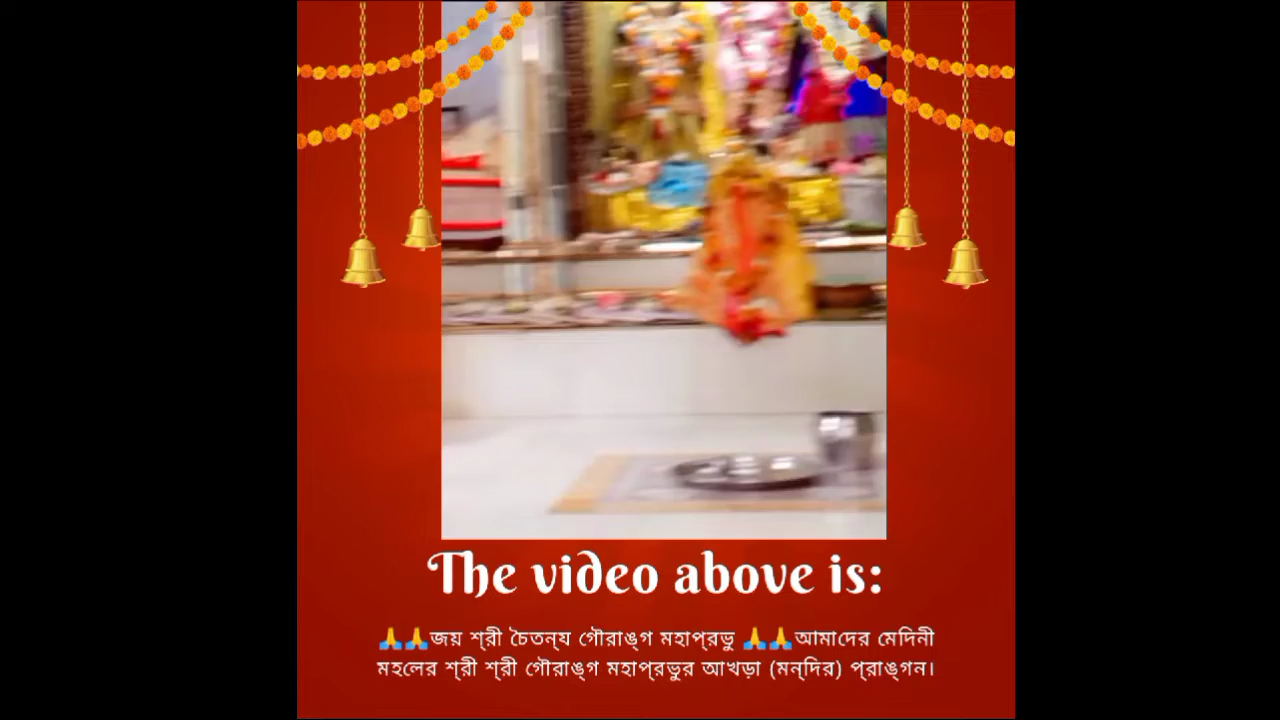 The video above is:
🙏🙏জয় শ্রী চৈতন্য গৌরাঙ্গ মহাপ্রভু 🙏🙏আমাদের মেদিনী
মহলের শ্রী শ্রী গৌরাঙ্গ মহাপ্রভুর আখড়া (মন্দির) প্রাঙ্গন।